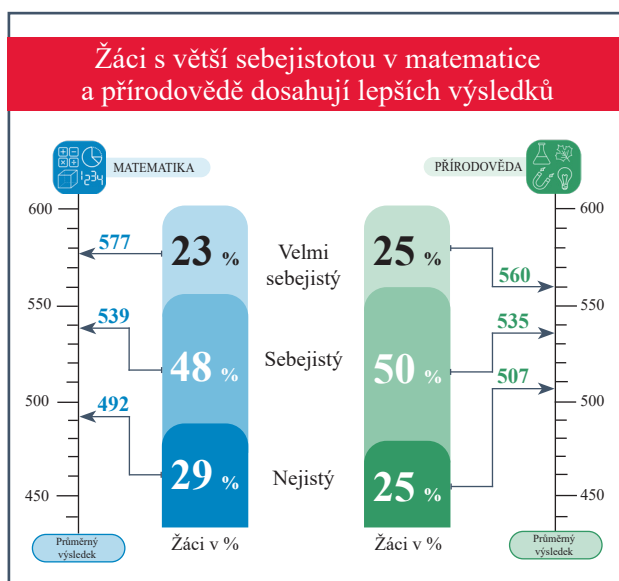 Žáci s větší sebejistotou v matematice
a přírodovědě dosahují lepších výsledků
MATEMATIKA
PŘÍRODOVĚDA
1234
600
550
500
450
577
539
492
23 %
48 %
29 %
Žáci v %
Průměrný
výsledek
Velmi
sebejistý
Sebejistý
Nejistý
25 %
50 %
25 %
Žáci v %
560
535
507
600
550
500
450
Průměrný
výsledek